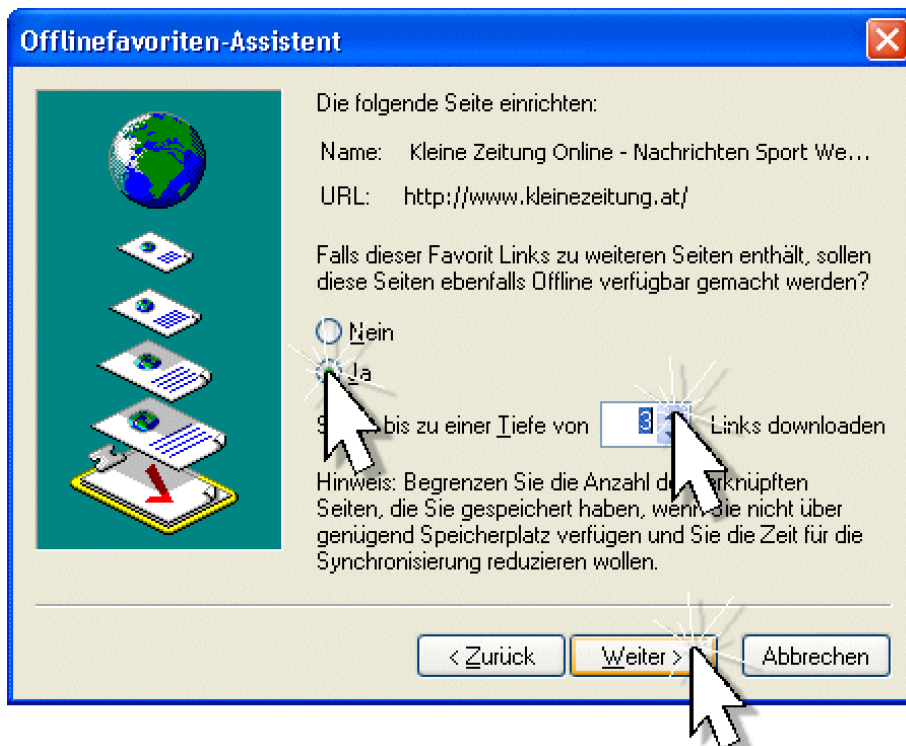 Offlinefavoriten-Assistent
Die folgende Seite einrichten:
Name: Kleine Zeitung Online - Nachrichten Sport We...
URL: http://www.kleinezeitung.at/
Falls dieser Favorit Links zu weiteren Seiten enthält, sollen
diese Seiten ebenfalls Offline verfügbar gemacht werden?
Nein
Ja
bis zu einer Tiefe von 3 Links downloaden
Hinweis: Begrenzen Sie die Anzahl der verknüpften
Seiten, die Sie gespeichert haben, wenn Sie nicht über
genügend Speicherplatz verfügen und Sie die Zeit für die
Synchronisierung reduzieren wollen.
< Zurück Weiter > Abbrechen